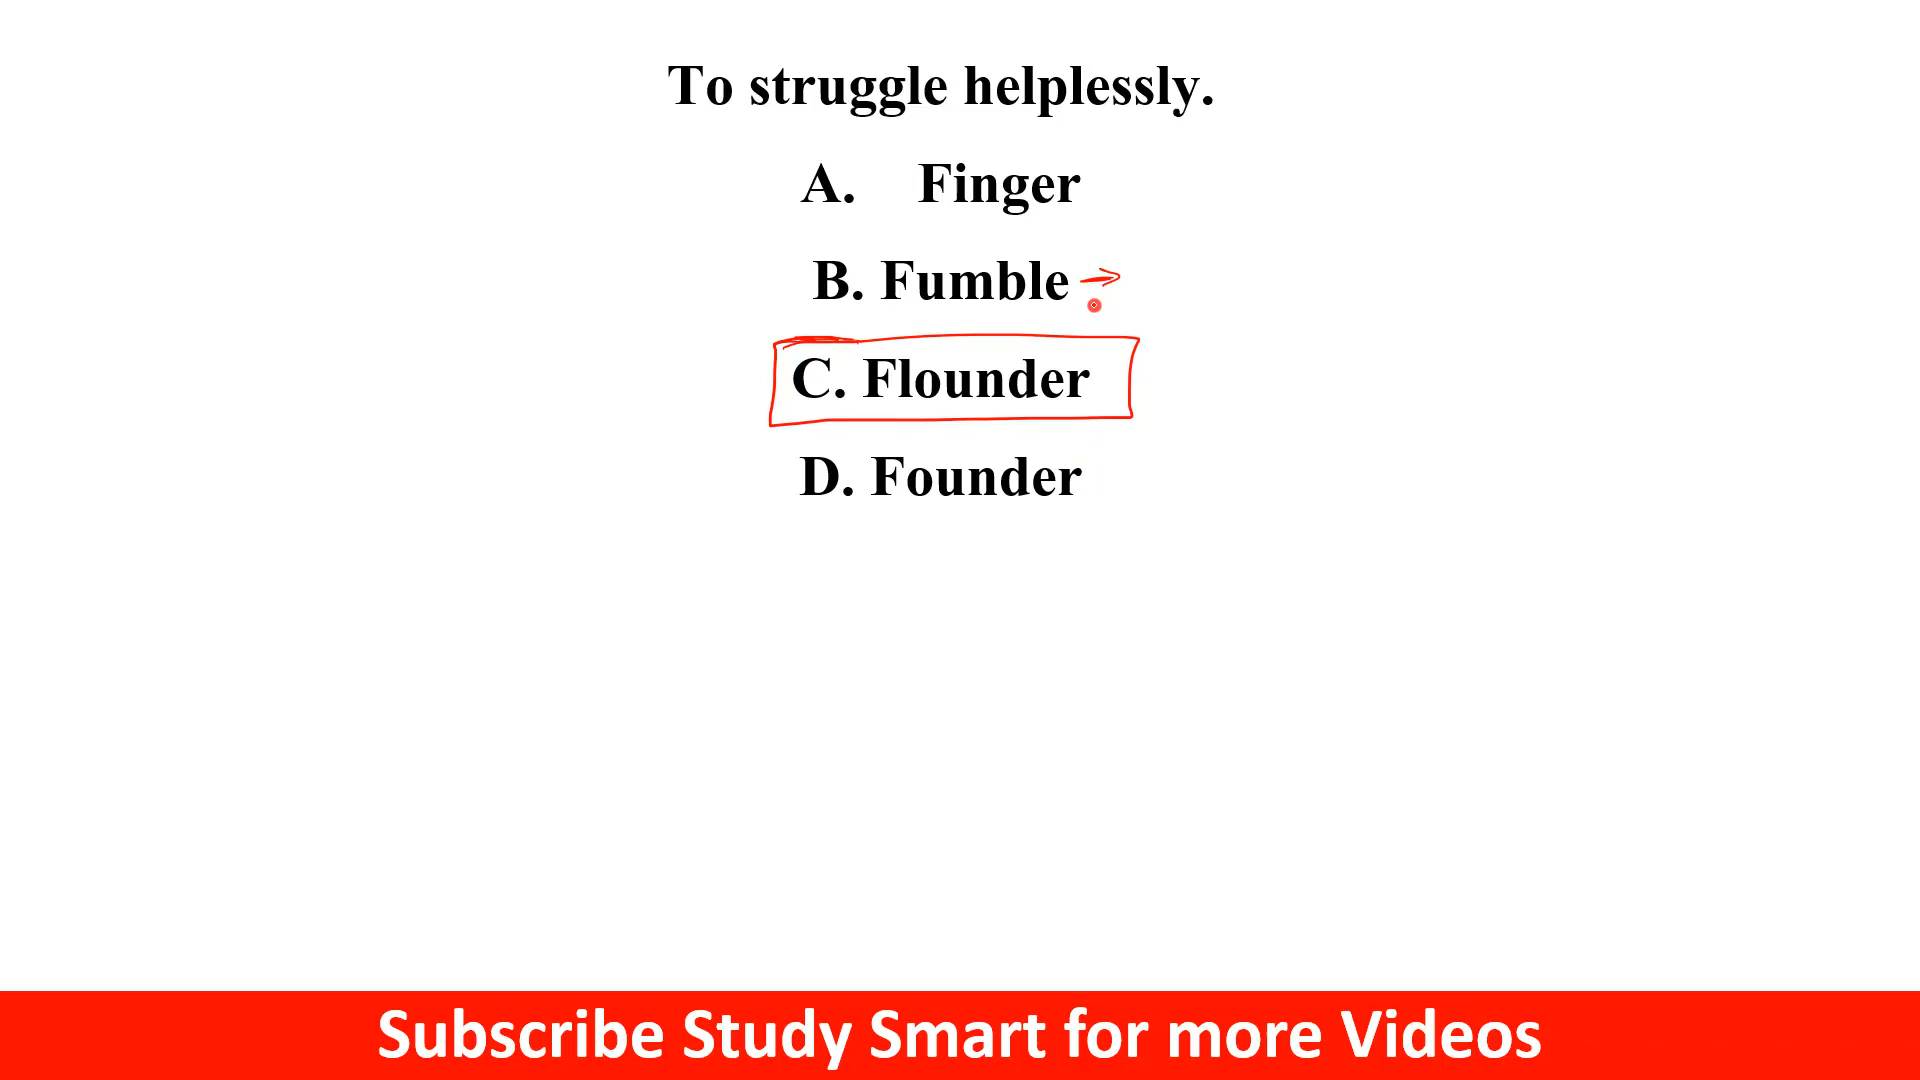 To struggle helplessly.
A. Finger
B. Fumble
C. Flounder
D. Founder
Subscribe Study Smart for more Videos